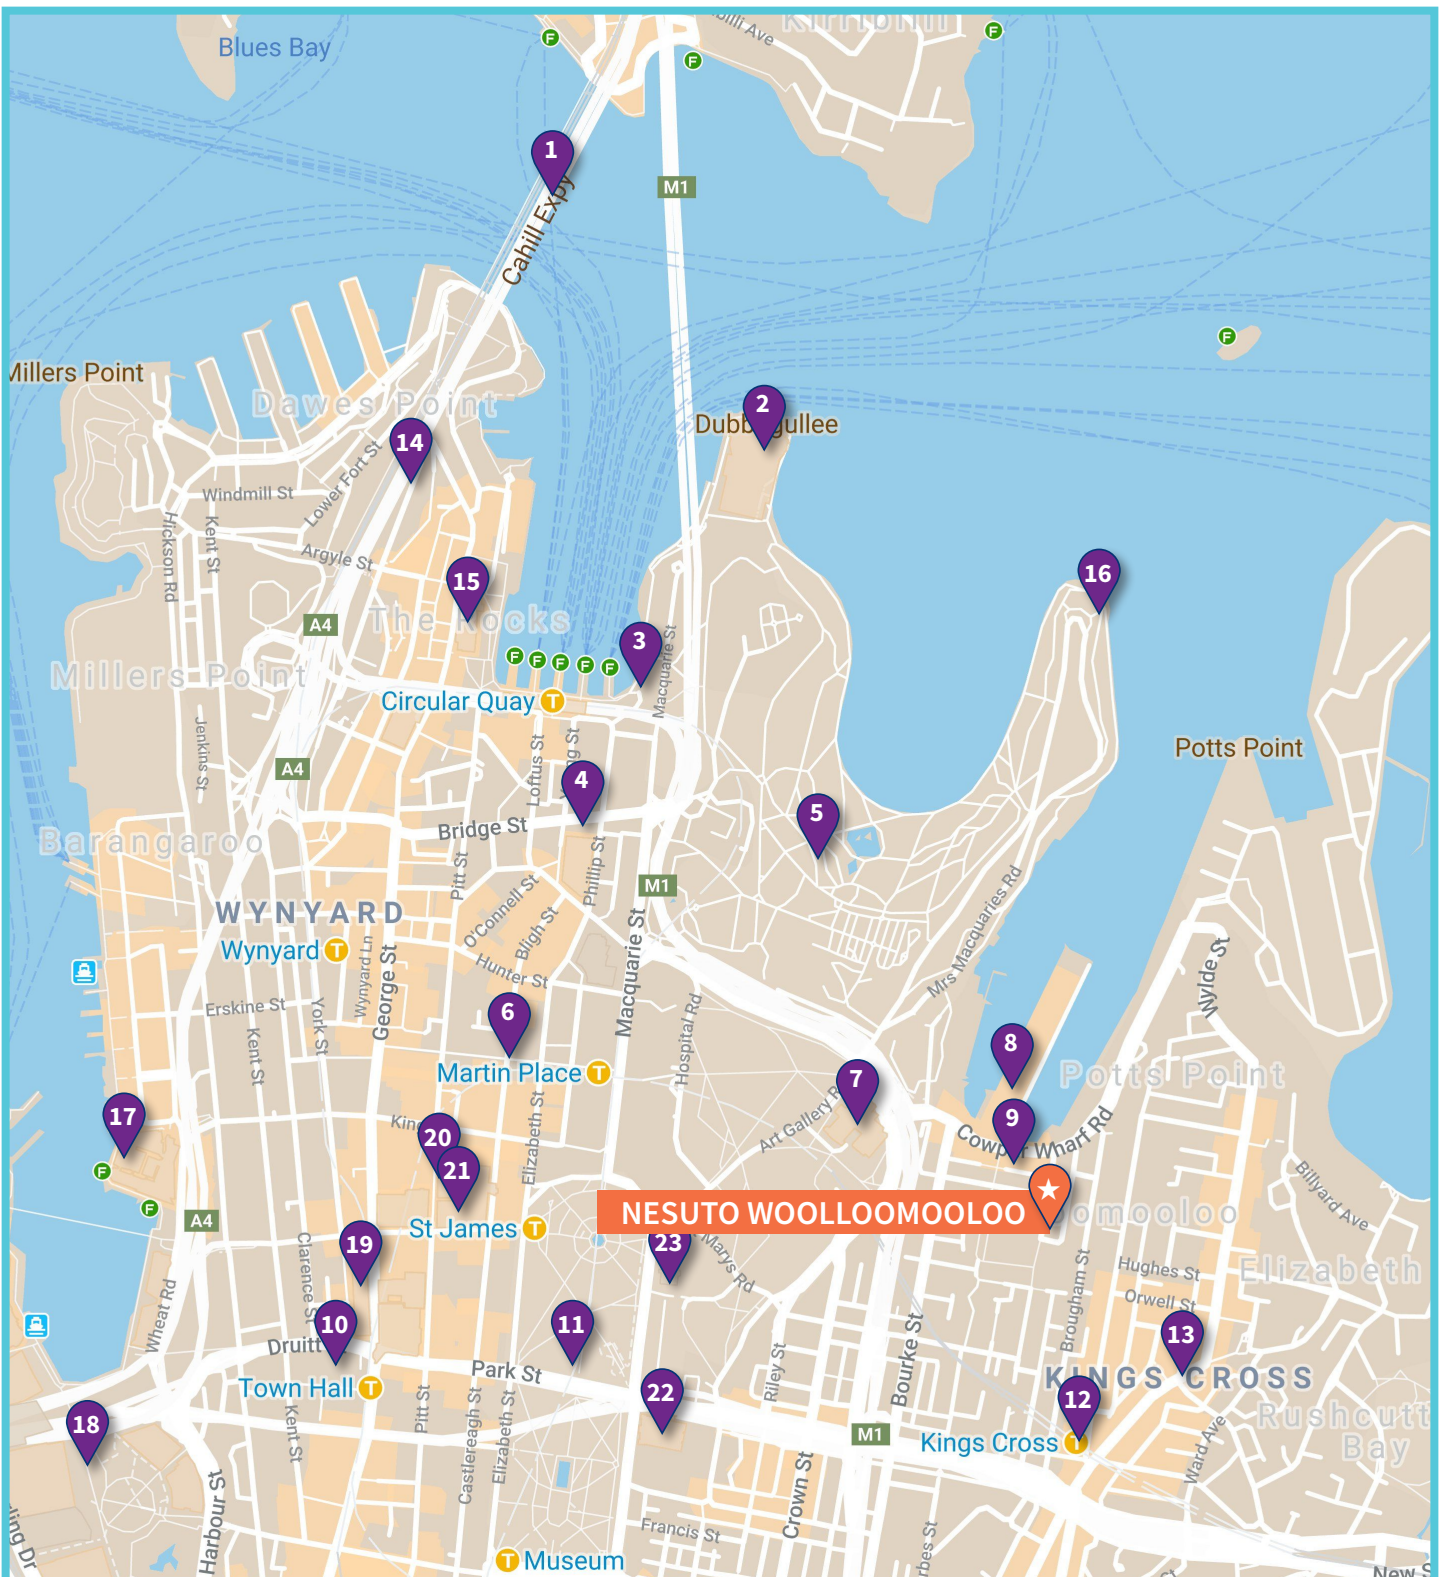 Blues Bay
F
F
F
1
M1
Cahill Expy
F
Millers Point
Dawes Point
2
14
Windmill St
Lower Fort St
Hickson Rd
Kent St
Argyle St
15
16
A4
The Rocks
3
Macquarie St
F F F F F
Millers Point
Circular Quay T
Jenkins St
Potts Point
A4
Loftus St
4
5
Barangaroo
Bridge St
Pitt St
Phillip St
M1
O'Connell St
Bligh St
Mrs Macquaries Rd
WYNYARD
Wynyard T
Wynyard Ln
George St
Hunter St
Macquarie St
Wylde St
Erskine St
York St
Kent St
6
Hospital Rd
Martin Place T
7
Art Gallery
8
Potts Point
17
20
21
Elizabeth St
9
Cowper Wharf Rd
F
F
A4
NESUTO WOOLLOOMOOLOO
omooloo
St James T
Billyard Ave
19
Clarence St
23
Marys Rd
Hughes St
Elizabeth
Wheat Rd
Orwell St
Brougham St
10
11
13
Druitt
Park St
Riley St
Bourke St
KINGS CROSS
Town Hall T
Pitt St
Castlereagh St
Elizabeth St
22
12
Rushcutt
Bay
18
Kent St
M1
Kings Cross T
Ward Ave
Harbour St
Crown St
Francis St
T Museum